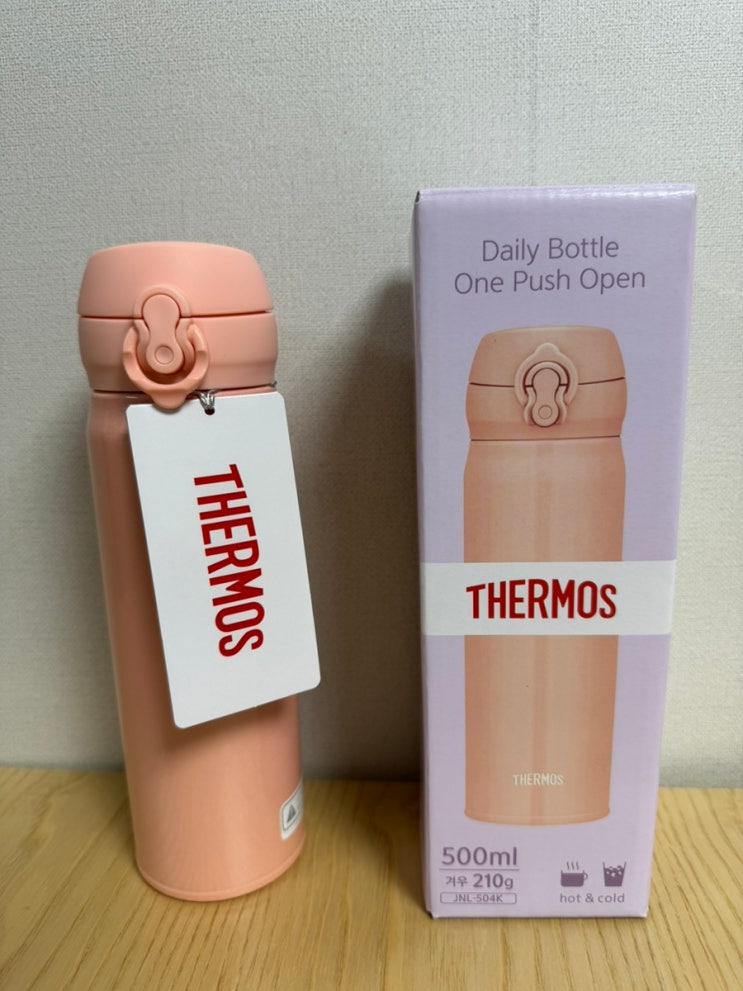 THERMOS
Daily Bottle
One Push Open
THERMOS
THERMOS
500ml
겨우 210g
JNL-504K
hot & cold